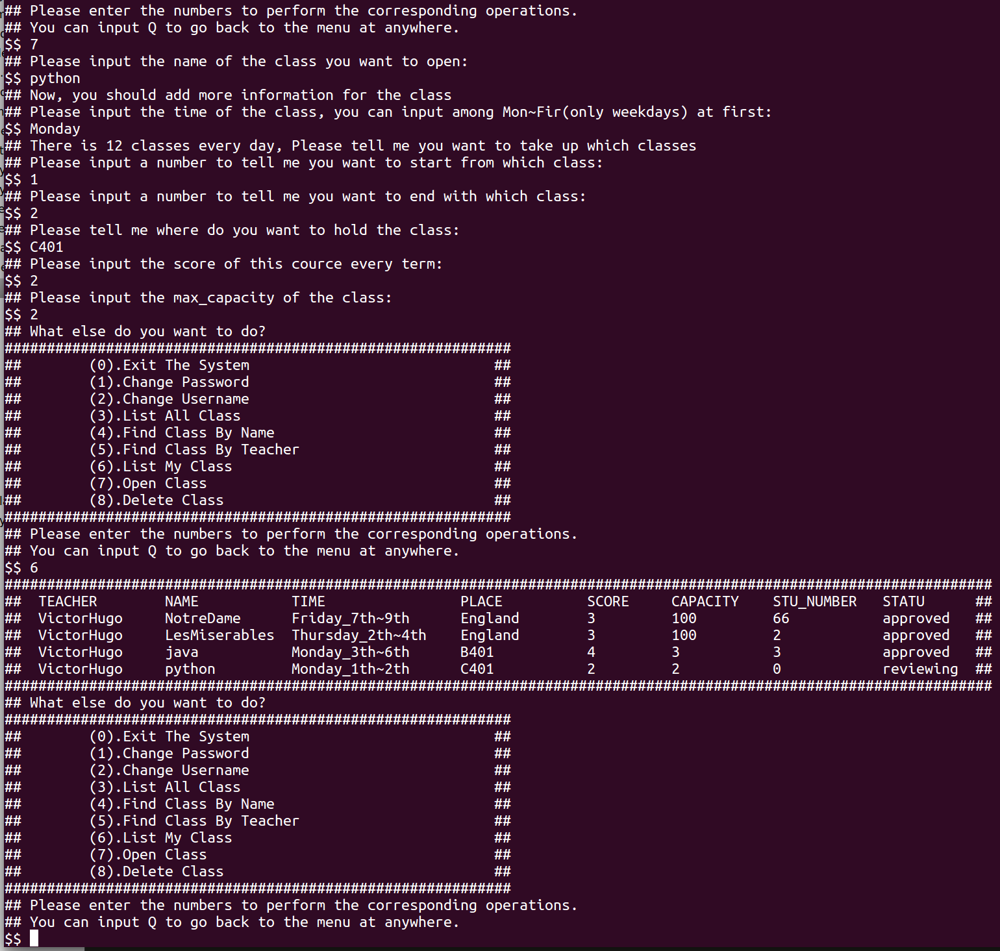 ## Please enter the numbers to perform the corresponding operations.
## You can input Q to go back to the menu at anywhere.
$$ 7
## Please input the name of the class you want to open:
$$ python
## Now, you should add more information for the class
## Please input the time of the class, you can input among Mon~Fir(only weekdays) at first:
$$ Monday
## There is 12 classes every day, Please tell me you want to take up which classes
## Please input a number to tell me you want to start from which class:
$$ 1
## Please input a number to tell me you want to end with which class:
$$ 2
## Please tell me where do you want to hold the class:
$$ C401
## Please input the score of this cource every term:
$$ 2
## Please input the max_capacity of the class:
$$ 2
## What else do you want to do?
############################################################
##        (0).Exit The System                             ##
##        (1).Change Password                             ##
##        (2).Change Username                             ##
##        (3).List All Class                              ##
##        (4).Find Class By Name                          ##
##        (5).Find Class By Teacher                       ##
##        (6).List My Class                               ##
##        (7).Open Class                                  ##
##        (8).Delete Class                                ##
############################################################
## Please enter the numbers to perform the corresponding operations.
## You can input Q to go back to the menu at anywhere.
$$ 6
#####################################################################################################################
##  TEACHER        NAME           TIME                PLACE          SCORE     CAPACITY    STU_NUMBER   STATU      ##
##  VictorHugo     NotreDame      Friday_7th~9th      England        3         100         66           approved   ##
##  VictorHugo     LesMiserables  Thursday_2th~4th    England        3         100         2            approved   ##
##  VictorHugo     java           Monday_3th~6th      B401           4         3           3            approved   ##
##  VictorHugo     python         Monday_1th~2th      C401           2         2           0            reviewing  ##
#####################################################################################################################
## What else do you want to do?
############################################################
##        (0).Exit The System                             ##
##        (1).Change Password                             ##
##        (2).Change Username                             ##
##        (3).List All Class                              ##
##        (4).Find Class By Name                          ##
##        (5).Find Class By Teacher                       ##
##        (6).List My Class                               ##
##        (7).Open Class                                  ##
##        (8).Delete Class                                ##
############################################################
## Please enter the numbers to perform the corresponding operations.
## You can input Q to go back to the menu at anywhere.
$$